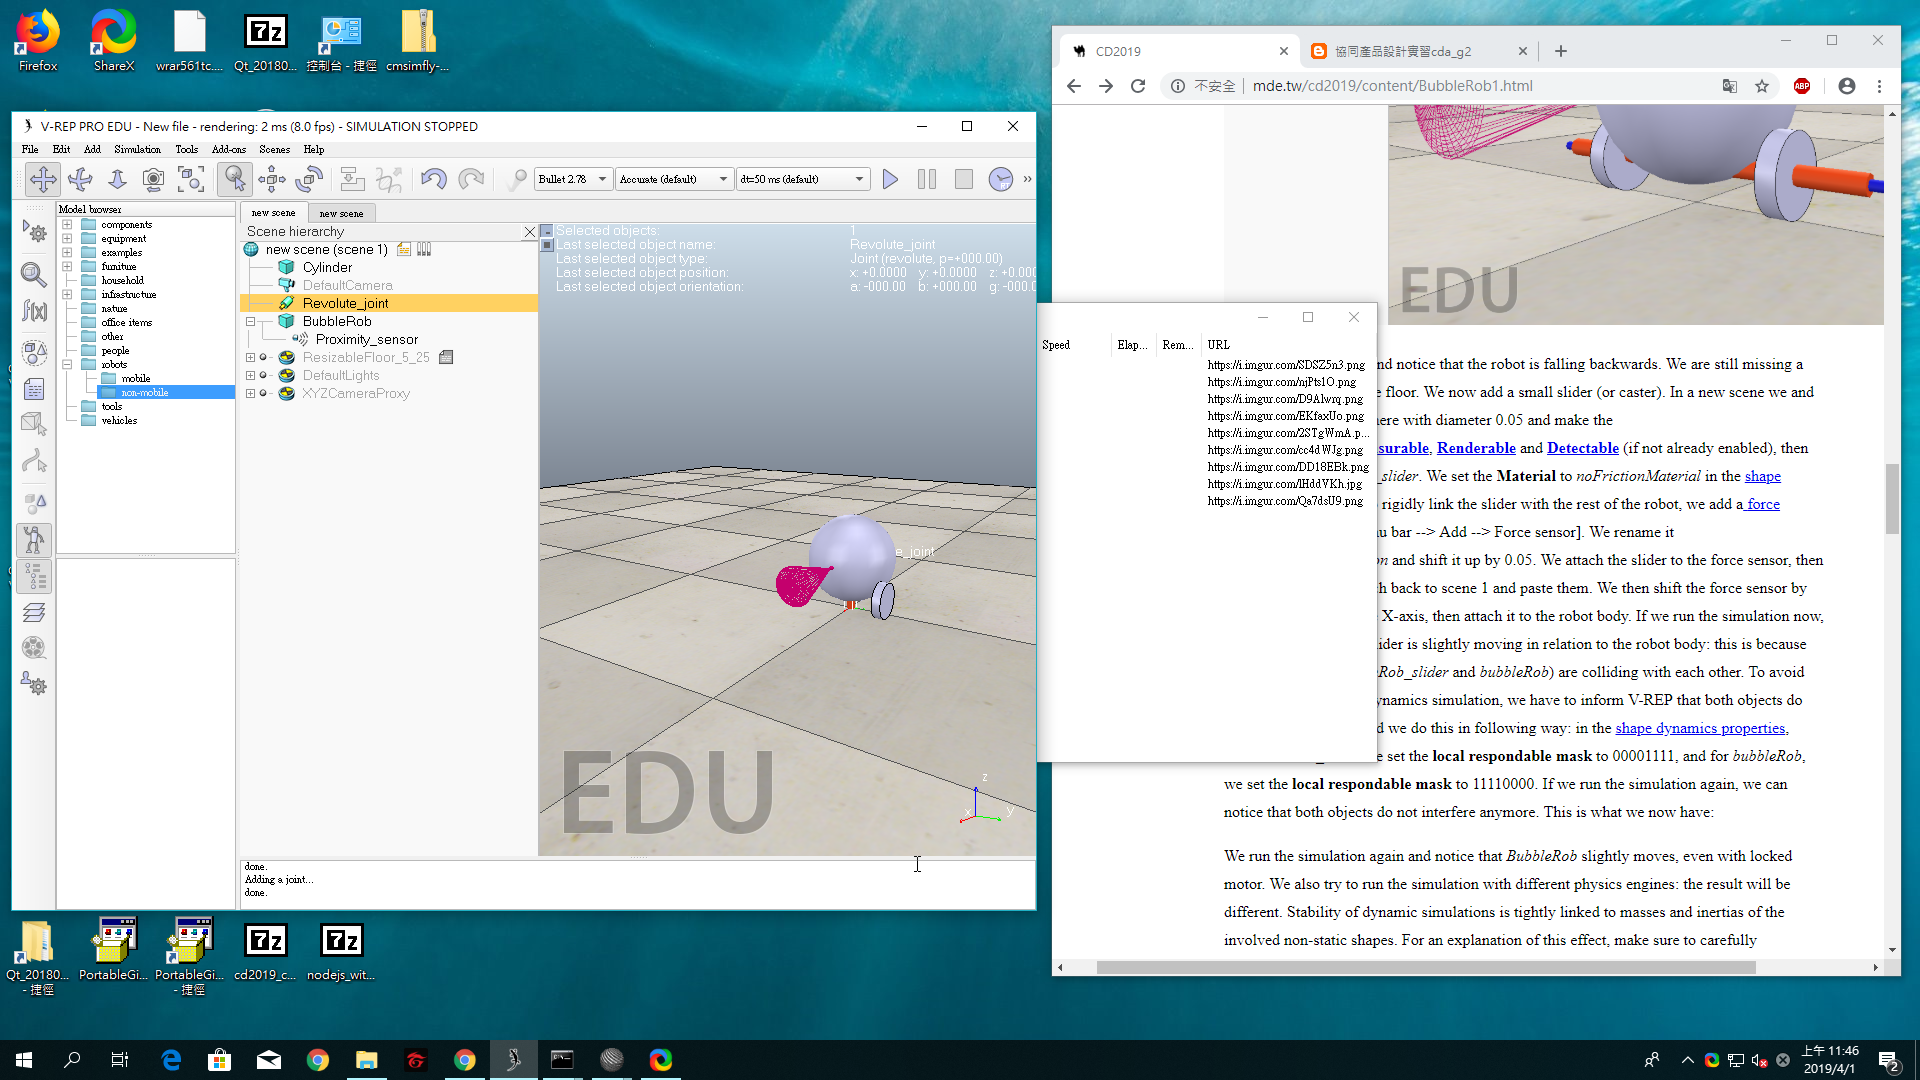 Firefox
ShareX
wrar561tc....
Qt_20180...
控制台 - 捷徑
cmsimfly-...
V-REP PRO EDU - New file - rendering: 2 ms (8.0 fps) - SIMULATION STOPPED
File Edit Add Simulation Tools Add-ons Scenes Help
Bullet 2.78
Accurate (default)
dt=50 ms (default)
RT
»
Model browser
components
equipment
examples
furniture
household
infrastructure
nature
office items
other
people
robots
mobile
non-mobile
tools
vehicles
new scene
new scene
Scene hierarchy
new scene (scene 1)
Cylinder
DefaultCamera
Revolute_joint
BubbleRob
Proximity_sensor
ResizableFloor_5_25
DefaultLights
XYZCameraProxy
Selected objects: 1
Last selected object name: Revolute_joint
Last selected object type: Joint (revolute, p=+000.00)
Last selected object position: x: +0.0000 y: +0.0000 z: +0.000
Last selected object orientation: a: -000.00 b: +000.00 g: -000.0
e_joint
EDU
z
x
y
done.
Adding a joint...
done.
Speed Elap... Rem... URL
https://i.imgur.com/SDSZ5n3.png
https://i.imgur.com/njPts1O.png
https://i.imgur.com/D9Alwrq.png
https://i.imgur.com/EKfaxUo.png
https://i.imgur.com/2STgWmA.p...
https://i.imgur.com/cc4dWJg.png
https://i.imgur.com/DD18EBk.png
https://i.imgur.com/lHddVKh.jpg
https://i.imgur.com/Qa7dsU9.png
CD2019
協同產品設計實習cda_g2
不安全 | mde.tw/cd2019/content/BubbleRob1.html
ABP
EDU
nd notice that the robot is falling backwards. We are still missing a
e floor. We now add a small slider (or caster). In a new scene we and
here with diameter 0.05 and make the
surable, Renderable and Detectable (if not already enabled), then
_slider. We set the Material to noFrictionMaterial in the shape
rigidly link the slider with the rest of the robot, we add a force
u bar --> Add --> Force sensor]. We rename it
on and shift it up by 0.05. We attach the slider to the force sensor, then
h back to scene 1 and paste them. We then shift the force sensor by
X-axis, then attach it to the robot body. If we run the simulation now,
ider is slightly moving in relation to the robot body: this is because
Rob_slider and bubbleRob) are colliding with each other. To avoid
ynamics simulation, we have to inform V-REP that both objects do
d we do this in following way: in the shape dynamics properties,
e set the local respondable mask to 00001111, and for bubbleRob,
we set the local respondable mask to 11110000. If we run the simulation again, we can
notice that both objects do not interfere anymore. This is what we now have:
We run the simulation again and notice that BubbleRob slightly moves, even with locked
motor. We also try to run the simulation with different physics engines: the result will be
different. Stability of dynamic simulations is tightly linked to masses and inertias of the
involved non-static shapes. For an explanation of this effect, make sure to carefully
Qt_20180... - 捷徑
PortableGi...
PortableGi... - 捷徑
cd2019_c...
nodejs_wit...
上午 11:46
2019/4/1
2